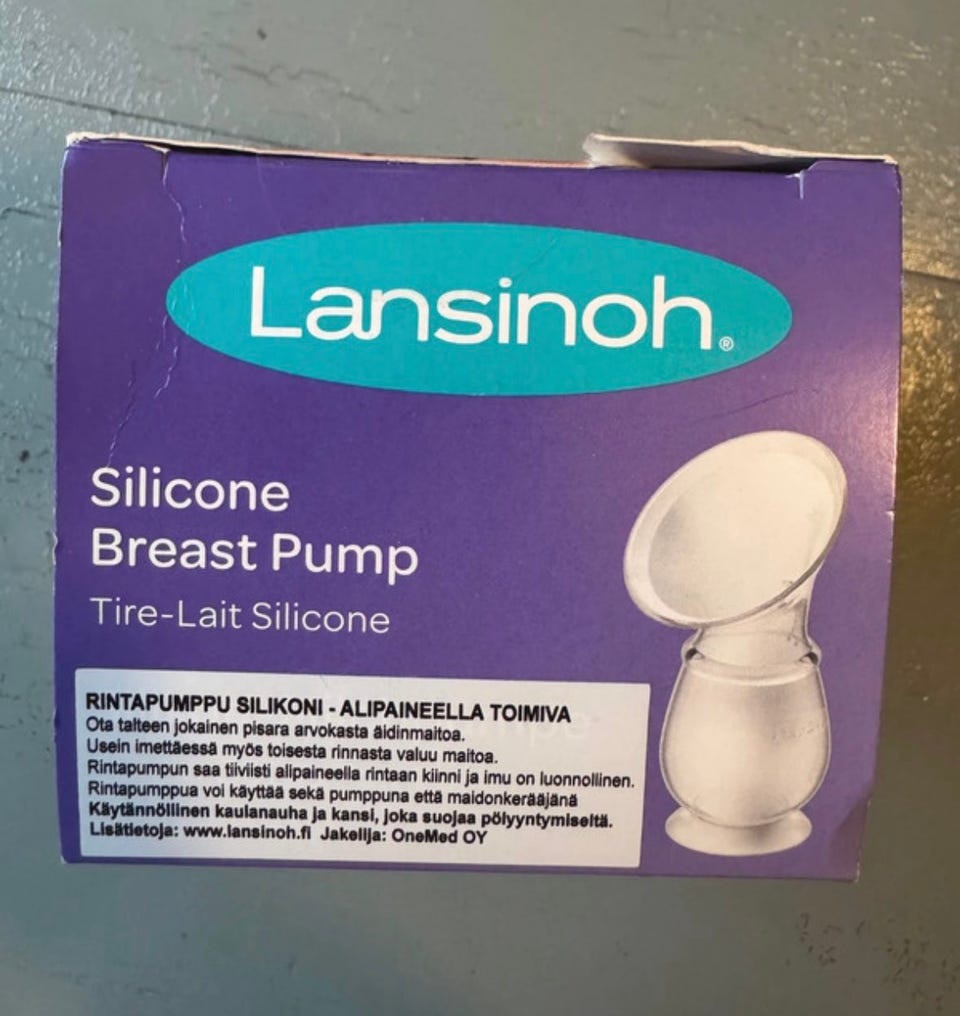 Lansinoh®
Silicone
Breast Pump
Tire-Lait Silicone
RINTAPUMPPU SILIKONI - ALIPAINEELLA TOIMIVA
Ota talteen jokainen pisara arvokasta äidinmaitoa.
Usein imettäessä myös toisesta rinnasta valuu maitoa.
Rintapumpun saa tiiviisti alipaineella rintaan kiinni ja imu on luonnollinen.
Rintapumppua voi käyttää sekä pumppuna että maidonkerääjänä
Käytännöllinen kaulanauha ja kansi, joka suojaa pölyyntymiseltä.
Lisätietoja: www.lansinoh.fi Jakelija: OneMed OY